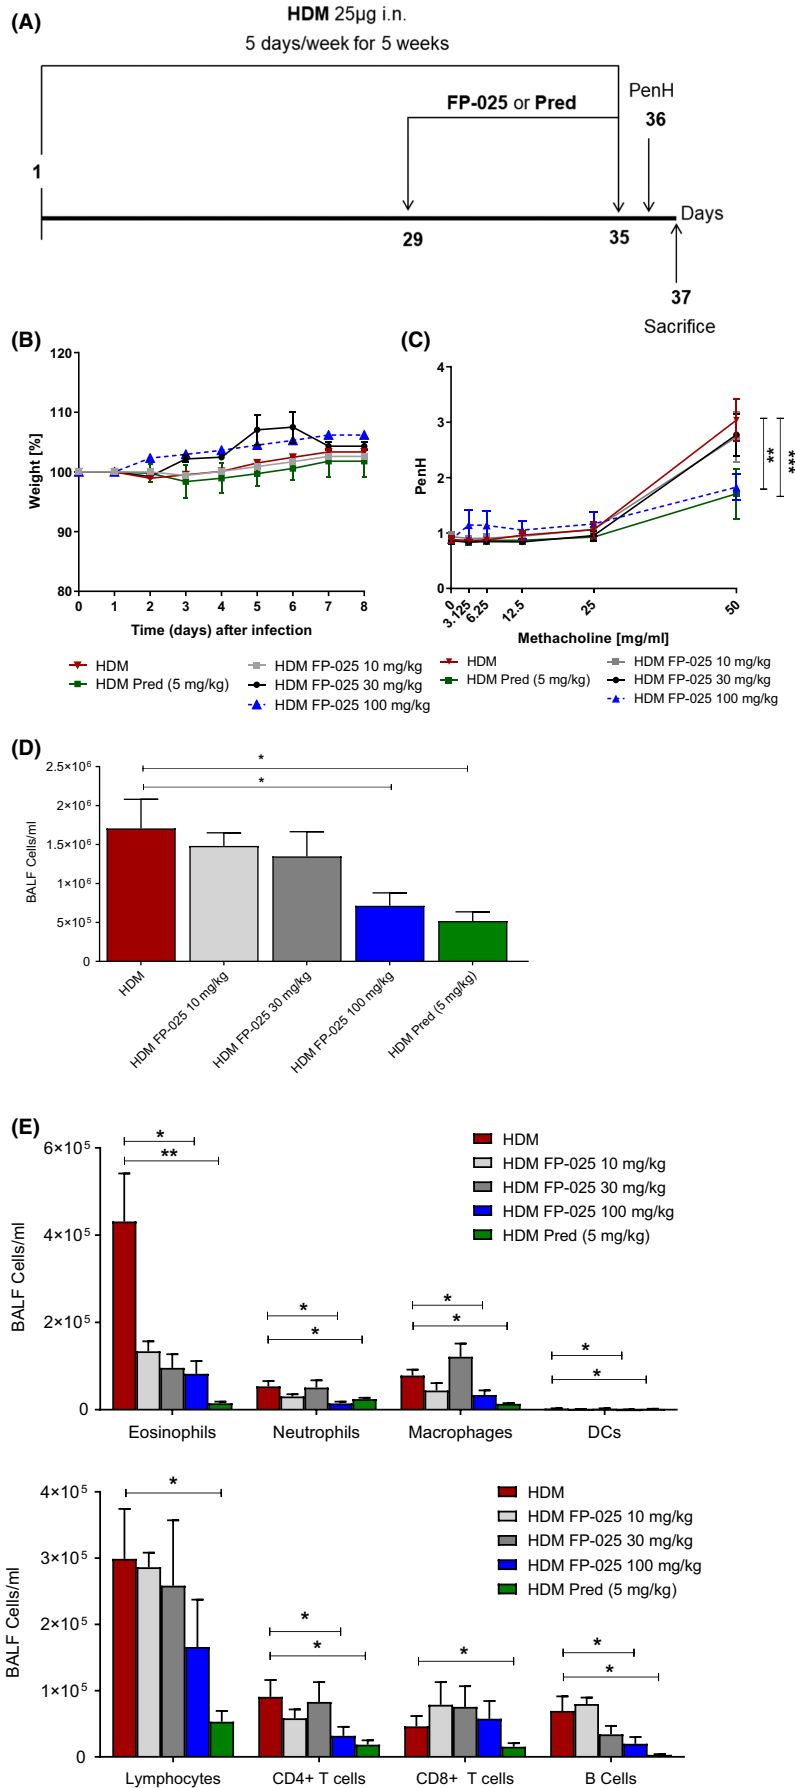 (A)
HDM 25µg i.n.
5 days/week for 5 weeks
FP-025 or Pred
PenH
36
1
Days
29
35
37
Sacrifice
(B)
120
110
100
90
80
Weight [%]
0 1 2 3 4 5 6 7 8
Time (days) after infection
HDM
HDM Pred (5 mg/kg)
HDM FP-025 10 mg/kg
HDM FP-025 30 mg/kg
HDM FP-025 100 mg/kg
(C)
4
3
2
1
0
PenH
**
***
0 3.125 6.25 12.5 25 50
Methacholine [mg/ml]
HDM
HDM Pred (5 mg/kg)
HDM FP-025 10 mg/kg
HDM FP-025 30 mg/kg
HDM FP-025 100 mg/kg
(D)
2.5×10⁶
2×10⁶
1.5×10⁶
1×10⁶
5×10⁵
0
BALF Cells/ml
*
*
HDM
HDM FP-025 10 mg/kg
HDM FP-025 30 mg/kg
HDM FP-025 100 mg/kg
HDM Pred (5 mg/kg)
(E)
6×10⁵
4×10⁵
2×10⁵
0
BALF Cells/ml
*
**
*
*
*
*
*
*
HDM
HDM FP-025 10 mg/kg
HDM FP-025 30 mg/kg
HDM FP-025 100 mg/kg
HDM Pred (5 mg/kg)
Eosinophils Neutrophils Macrophages DCs
4×10⁵
3×10⁵
2×10⁵
1×10⁵
0
BALF Cells/ml
*
*
*
*
*
*
HDM
HDM FP-025 10 mg/kg
HDM FP-025 30 mg/kg
HDM FP-025 100 mg/kg
HDM Pred (5 mg/kg)
Lymphocytes CD4+ T cells CD8+ T cells B Cells